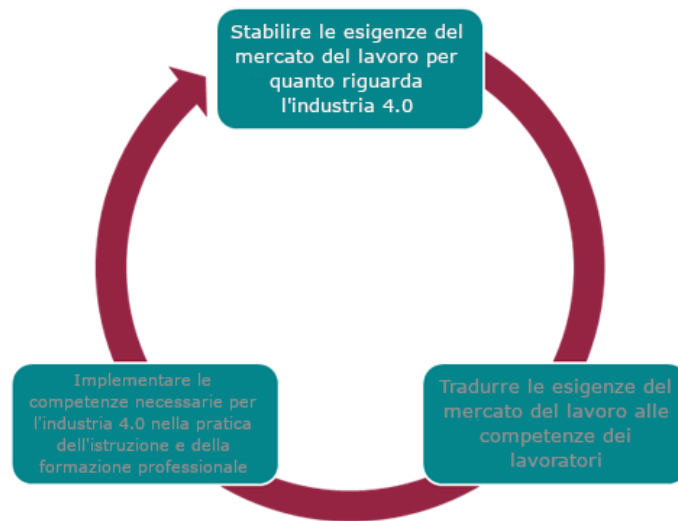 Stabilire le esigenze del
mercato del lavoro per
quanto riguarda
l'industria 4.0
Implementare le
competenze necessarie per
l'industria 4.0 nella pratica
dell'istruzione e della
formazione professionale
Tradurre le esigenze del
mercato del lavoro alle
competenze dei
lavoratori